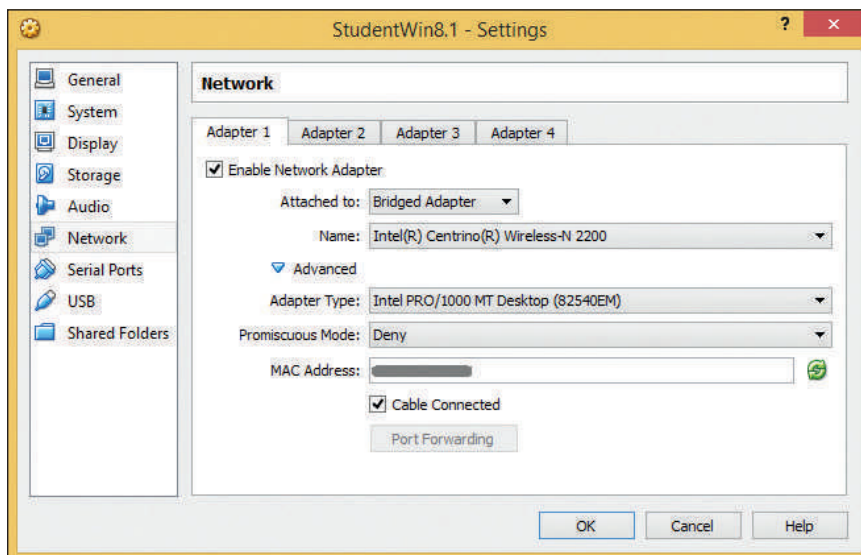 StudentWin8.1 - Settings
?
General
System
Display
Storage
Audio
Network
Serial Ports
USB
Shared Folders
Network
Adapter 1 Adapter 2 Adapter 3 Adapter 4
Enable Network Adapter
Attached to: Bridged Adapter
Name: Intel(R) Centrino(R) Wireless-N 2200
Advanced
Adapter Type: Intel PRO/1000 MT Desktop (82540EM)
Promiscuous Mode: Deny
MAC Address:
Cable Connected
Port Forwarding
OK Cancel Help